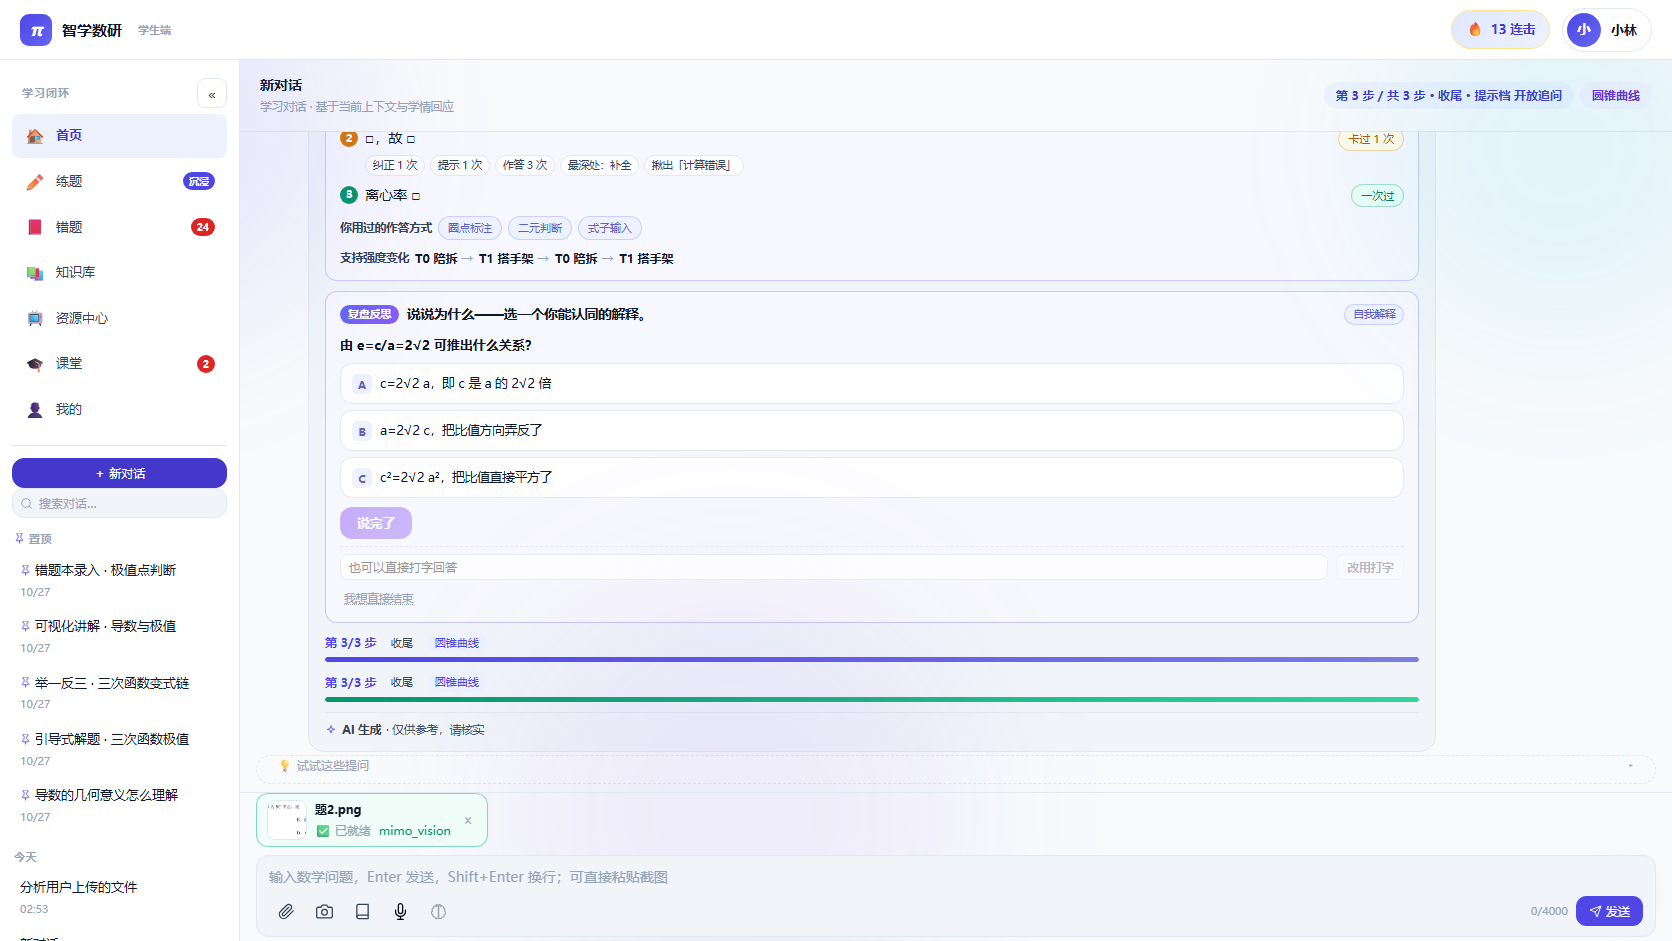 π 智学数研 学生端
13 连击
小 小林
学习闭环 «
首页
练题 沉浸
错题 24
知识库
资源中心
课堂 2
我的
+ 新对话
搜索对话...
置顶
错题本录入 · 极值点判断
10/27
可视化讲解 · 导数与极值
10/27
举一反三 · 三次函数变式链
10/27
引导式解题 · 三次函数极值
10/27
导数的几何意义怎么理解
10/27
今天
分析用户上传的文件
02:53
新对话
新对话
学习对话 · 基于当前上下文与学情回应
第 3 步 / 共 3 步 • 收尾 • 提示档 开放追问
圆锥曲线
2 □，故 □ 卡过 1 次
纠正 1 次 提示 1 次 作答 3 次 最深处：补全 揪出「计算错误」
3 离心率 □ 一次过
你用过的作答方式 圈点标注 二元判断 式子输入
支持强度变化 T0 陪拆 → T1 搭手架 → T0 陪拆 → T1 搭手架
复盘反思 说说为什么——选一个你能认同的解释。 自我解释
由 e=c/a=2√2 可推出什么关系？
A c=2√2 a，即 c 是 a 的 2√2 倍
B a=2√2 c，把比值方向弄反了
C c²=2√2 a²，把比值直接平方了
说完了
也可以直接打字回答 改用打字
我想直接结束
第 3/3 步 收尾 圆锥曲线
第 3/3 步 收尾 圆锥曲线
AI 生成 · 仅供参考，请核实
试试这些提问
题2.png
已就绪 mimo_vision ×
输入数学问题，Enter 发送，Shift+Enter 换行；可直接粘贴截图
0/4000 发送